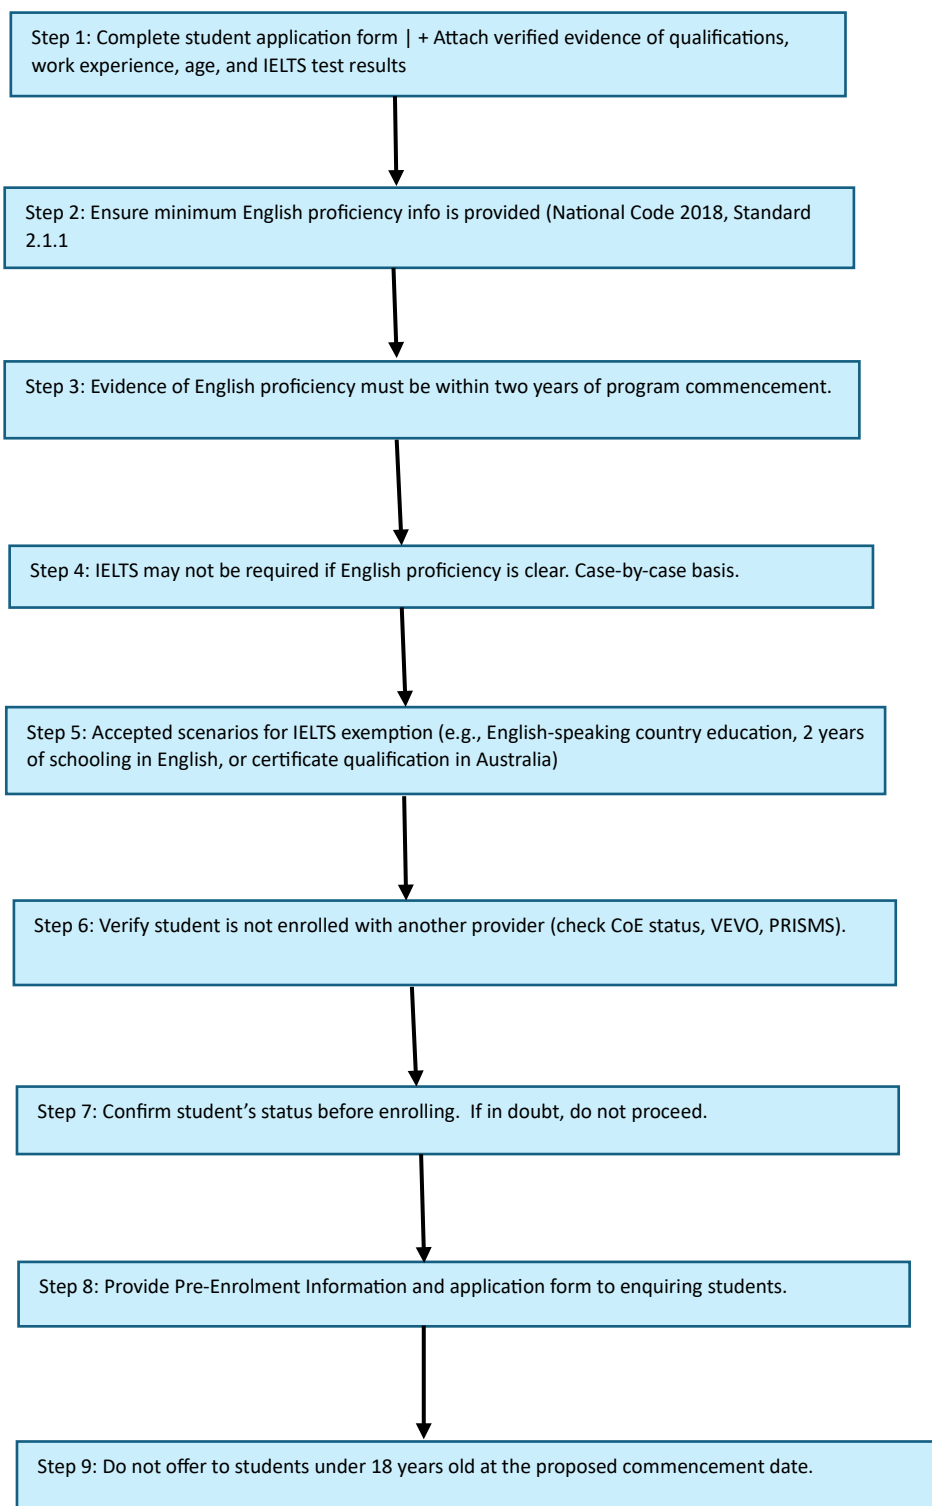 Step 1: Complete student application form | + Attach verified evidence of qualifications,
work experience, age, and IELTS test results
Step 2: Ensure minimum English proficiency info is provided (National Code 2018, Standard
2.1.1
Step 3: Evidence of English proficiency must be within two years of program commencement.
Step 4: IELTS may not be required if English proficiency is clear. Case-by-case basis.
Step 5: Accepted scenarios for IELTS exemption (e.g., English-speaking country education, 2 years
of schooling in English, or certificate qualification in Australia)
Step 6: Verify student is not enrolled with another provider (check CoE status, VEVO, PRISMS).
Step 7: Confirm student’s status before enrolling.  If in doubt, do not proceed.
Step 8: Provide Pre-Enrolment Information and application form to enquiring students.
Step 9: Do not offer to students under 18 years old at the proposed commencement date.